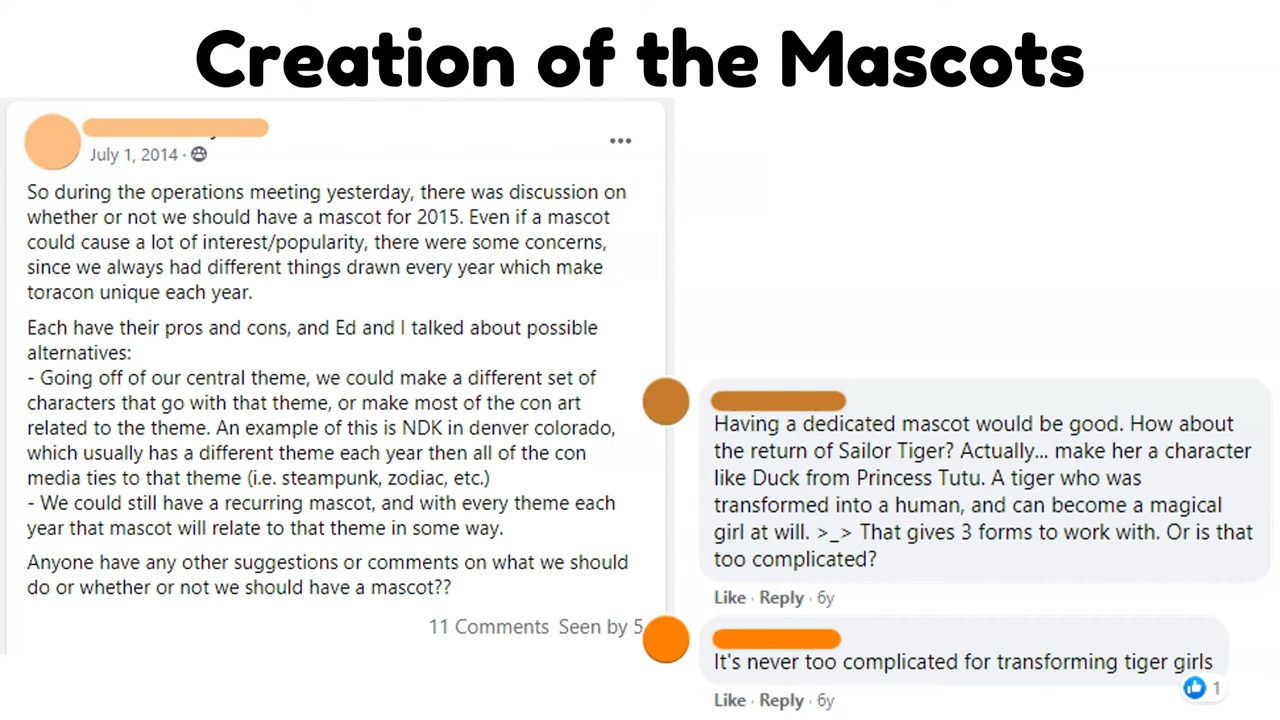 Creation of the Mascots
July 1, 2014 ·
So during the operations meeting yesterday, there was discussion on
whether or not we should have a mascot for 2015. Even if a mascot
could cause a lot of interest/popularity, there were some concerns,
since we always had different things drawn every year which make
toracon unique each year.
Each have their pros and cons, and Ed and I talked about possible
alternatives:
- Going off of our central theme, we could make a different set of
characters that go with that theme, or make most of the con art
related to the theme. An example of this is NDK in denver colorado,
which usually has a different theme each year then all of the con
media ties to that theme (i.e. steampunk, zodiac, etc.)
- We could still have a recurring mascot, and with every theme each
year that mascot will relate to that theme in some way.
Anyone have any other suggestions or comments on what we should
do or whether or not we should have a mascot??
11 Comments Seen by 5
Having a dedicated mascot would be good. How about
the return of Sailor Tiger? Actually... make her a character
like Duck from Princess Tutu. A tiger who was
transformed into a human, and can become a magical
girl at will. >_> That gives 3 forms to work with. Or is that
too complicated?
Like · Reply · 6y
It's never too complicated for transforming tiger girls
1
Like · Reply · 6y